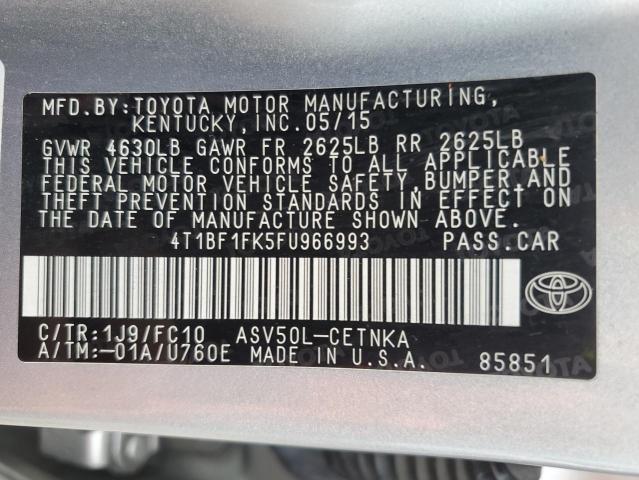 MFD.BY:TOYOTA MOTOR MANUFACTURING,
KENTUCKY,INC.05/15
GVWR 4630LB GAWR FR 2625LB RR 2625LB
THIS VEHICLE CONFORMS TO ALL APPLICABLE
FEDERAL MOTOR VEHICLE SAFETY,BUMPER,AND
THEFT PREVENTION STANDARDS IN EFFECT ON
THE DATE OF MANUFACTURE SHOWN ABOVE.
4T1BF1FK5FU966993 PASS.CAR
C/TR:1J9/FC10 ASV50L-CETNKA
A/TM:-01A/U760E MADE IN U.S.A. 85851